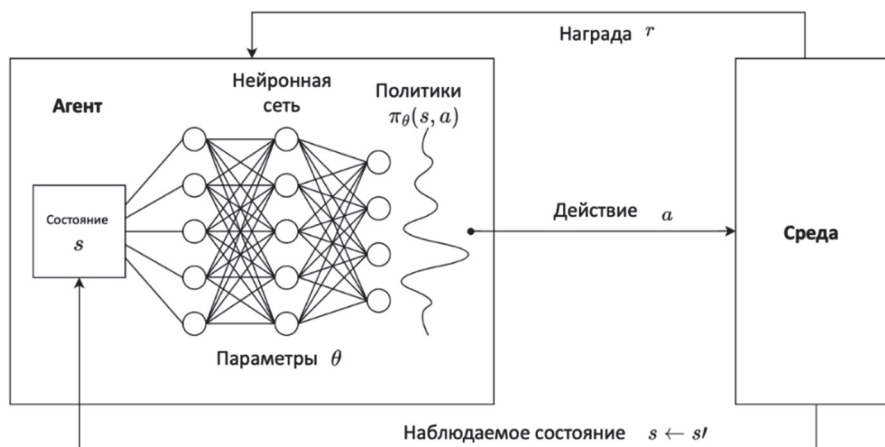 Награда r
Нейронная
сеть
Политики
π_θ(s, a)
Агент
Состояние
s
Действие a
Среда
Параметры θ
Наблюдаемое состояние s ← s′